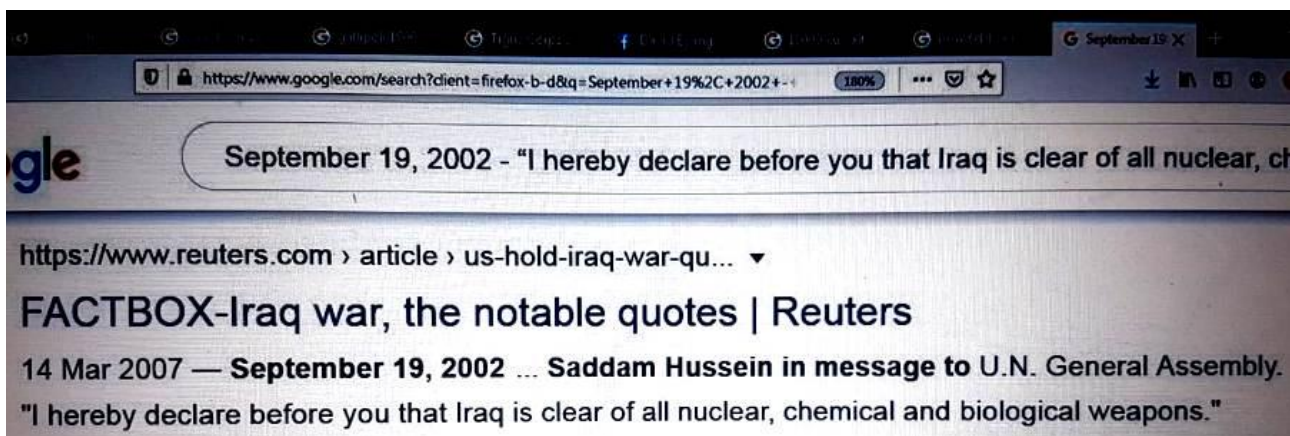 September 19
https://www.google.com/search?client=firefox-b-d&q=September+19%2C+2002+-+
180%
ogle
September 19, 2002 - “I hereby declare before you that Iraq is clear of all nuclear, ch
https://www.reuters.com › article › us-hold-iraq-war-qu... ▼
FACTBOX-Iraq war, the notable quotes | Reuters
14 Mar 2007 — September 19, 2002 ... Saddam Hussein in message to U.N. General Assembly.
"I hereby declare before you that Iraq is clear of all nuclear, chemical and biological weapons."